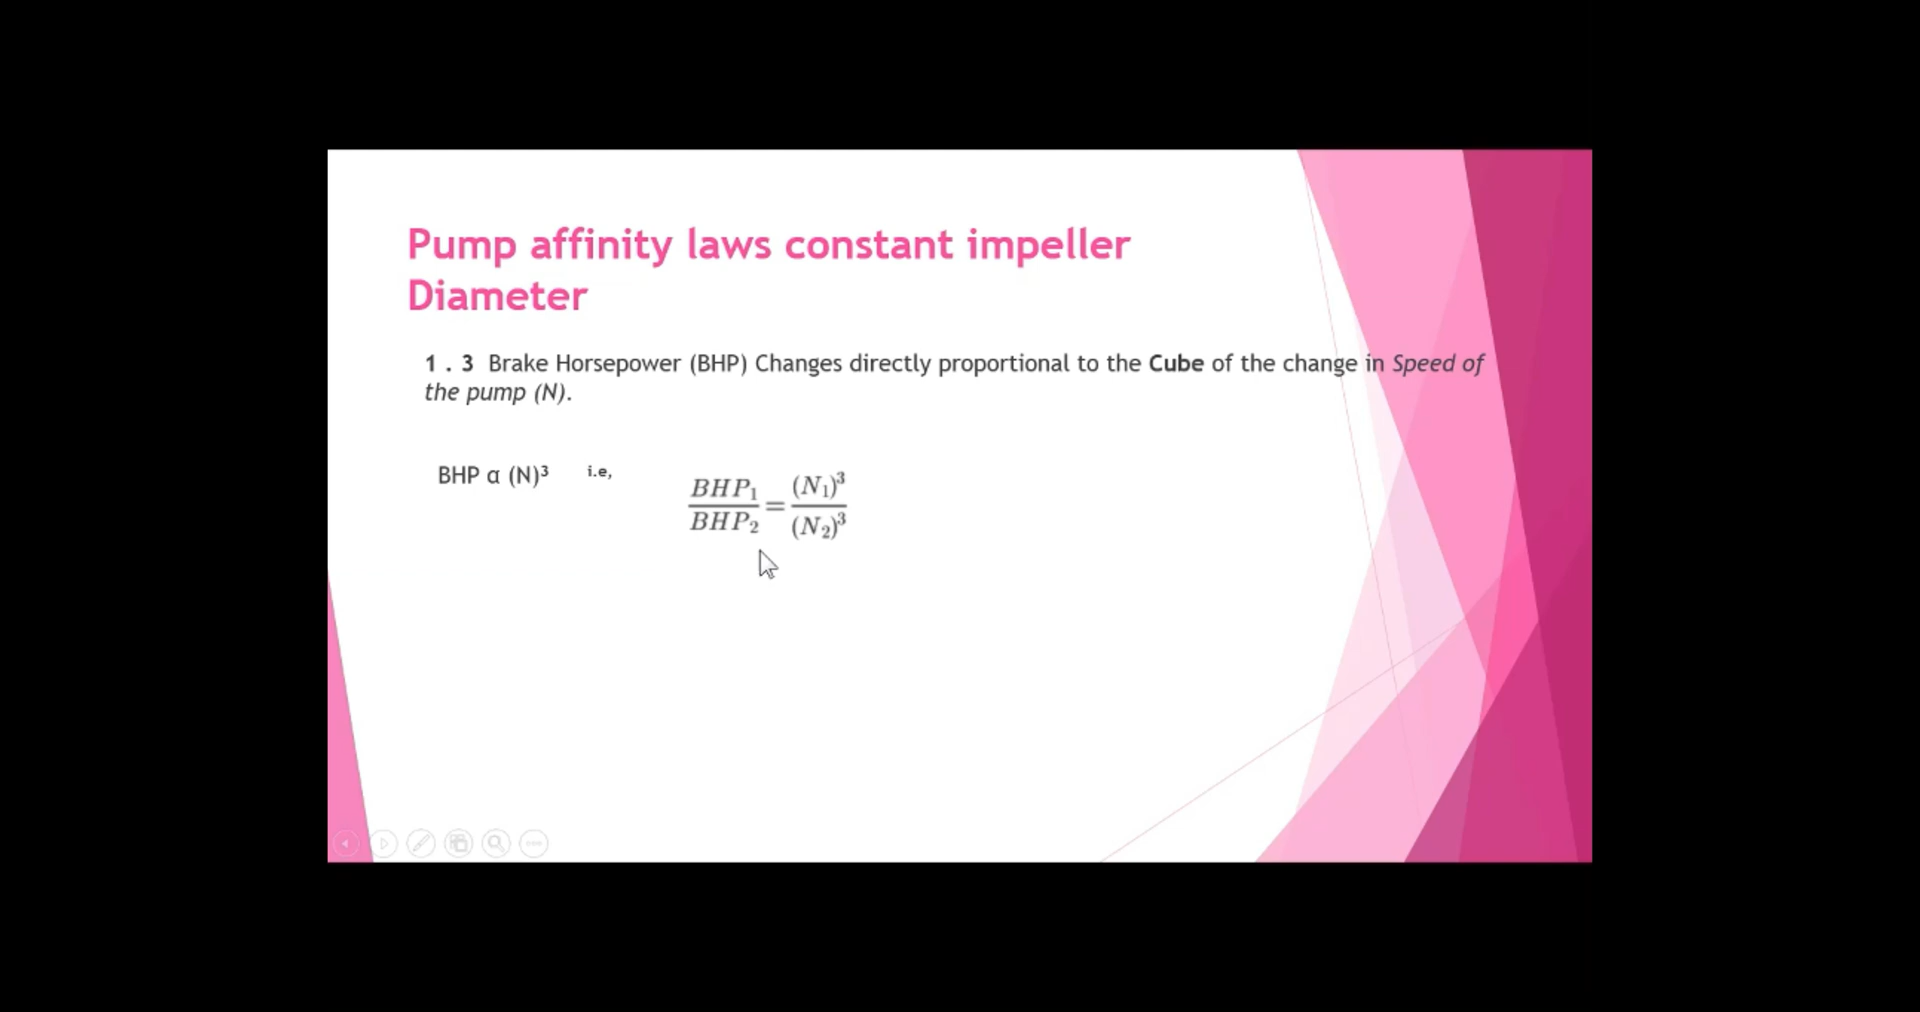 Pump affinity laws constant impeller
Diameter
1 . 3 Brake Horsepower (BHP) Changes directly proportional to the Cube of the change in Speed of
the pump (N).
BHP α (N)³ i.e,
BHP₁ / BHP₂ = (N₁)³ / (N₂)³